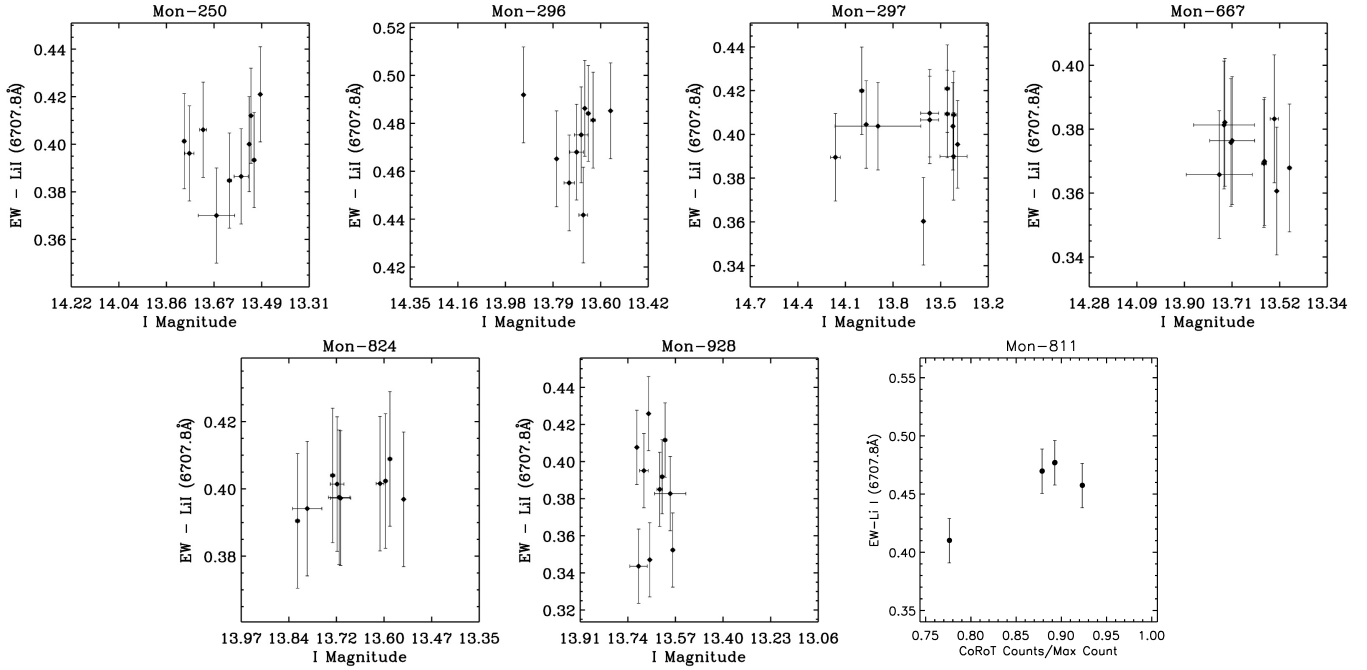 Mon-250
EW - LiI (6707.8Å)
0.44
0.42
0.40
0.38
0.36
14.22 14.04 13.86 13.67 13.49 13.31
I Magnitude
Mon-296
EW - LiI (6707.8Å)
0.52
0.50
0.48
0.46
0.44
0.42
14.35 14.16 13.98 13.79 13.60 13.42
I Magnitude
Mon-297
EW - LiI (6707.8Å)
0.44
0.42
0.40
0.38
0.36
0.34
14.7 14.4 14.1 13.8 13.5 13.2
I Magnitude
Mon-667
EW - LiI (6707.8Å)
0.40
0.38
0.36
0.34
14.28 14.09 13.90 13.71 13.52 13.34
I Magnitude
Mon-824
EW - LiI (6707.8Å)
0.42
0.40
0.38
13.97 13.84 13.72 13.60 13.47 13.35
I Magnitude
Mon-928
EW - LiI (6707.8Å)
0.44
0.42
0.40
0.38
0.36
0.34
0.32
13.91 13.74 13.57 13.40 13.23 13.06
I Magnitude
Mon-811
EW-Li I (6707.8Å)
0.55
0.50
0.45
0.40
0.35
0.75 0.80 0.85 0.90 0.95 1.00
CoRoT Counts/Max Count